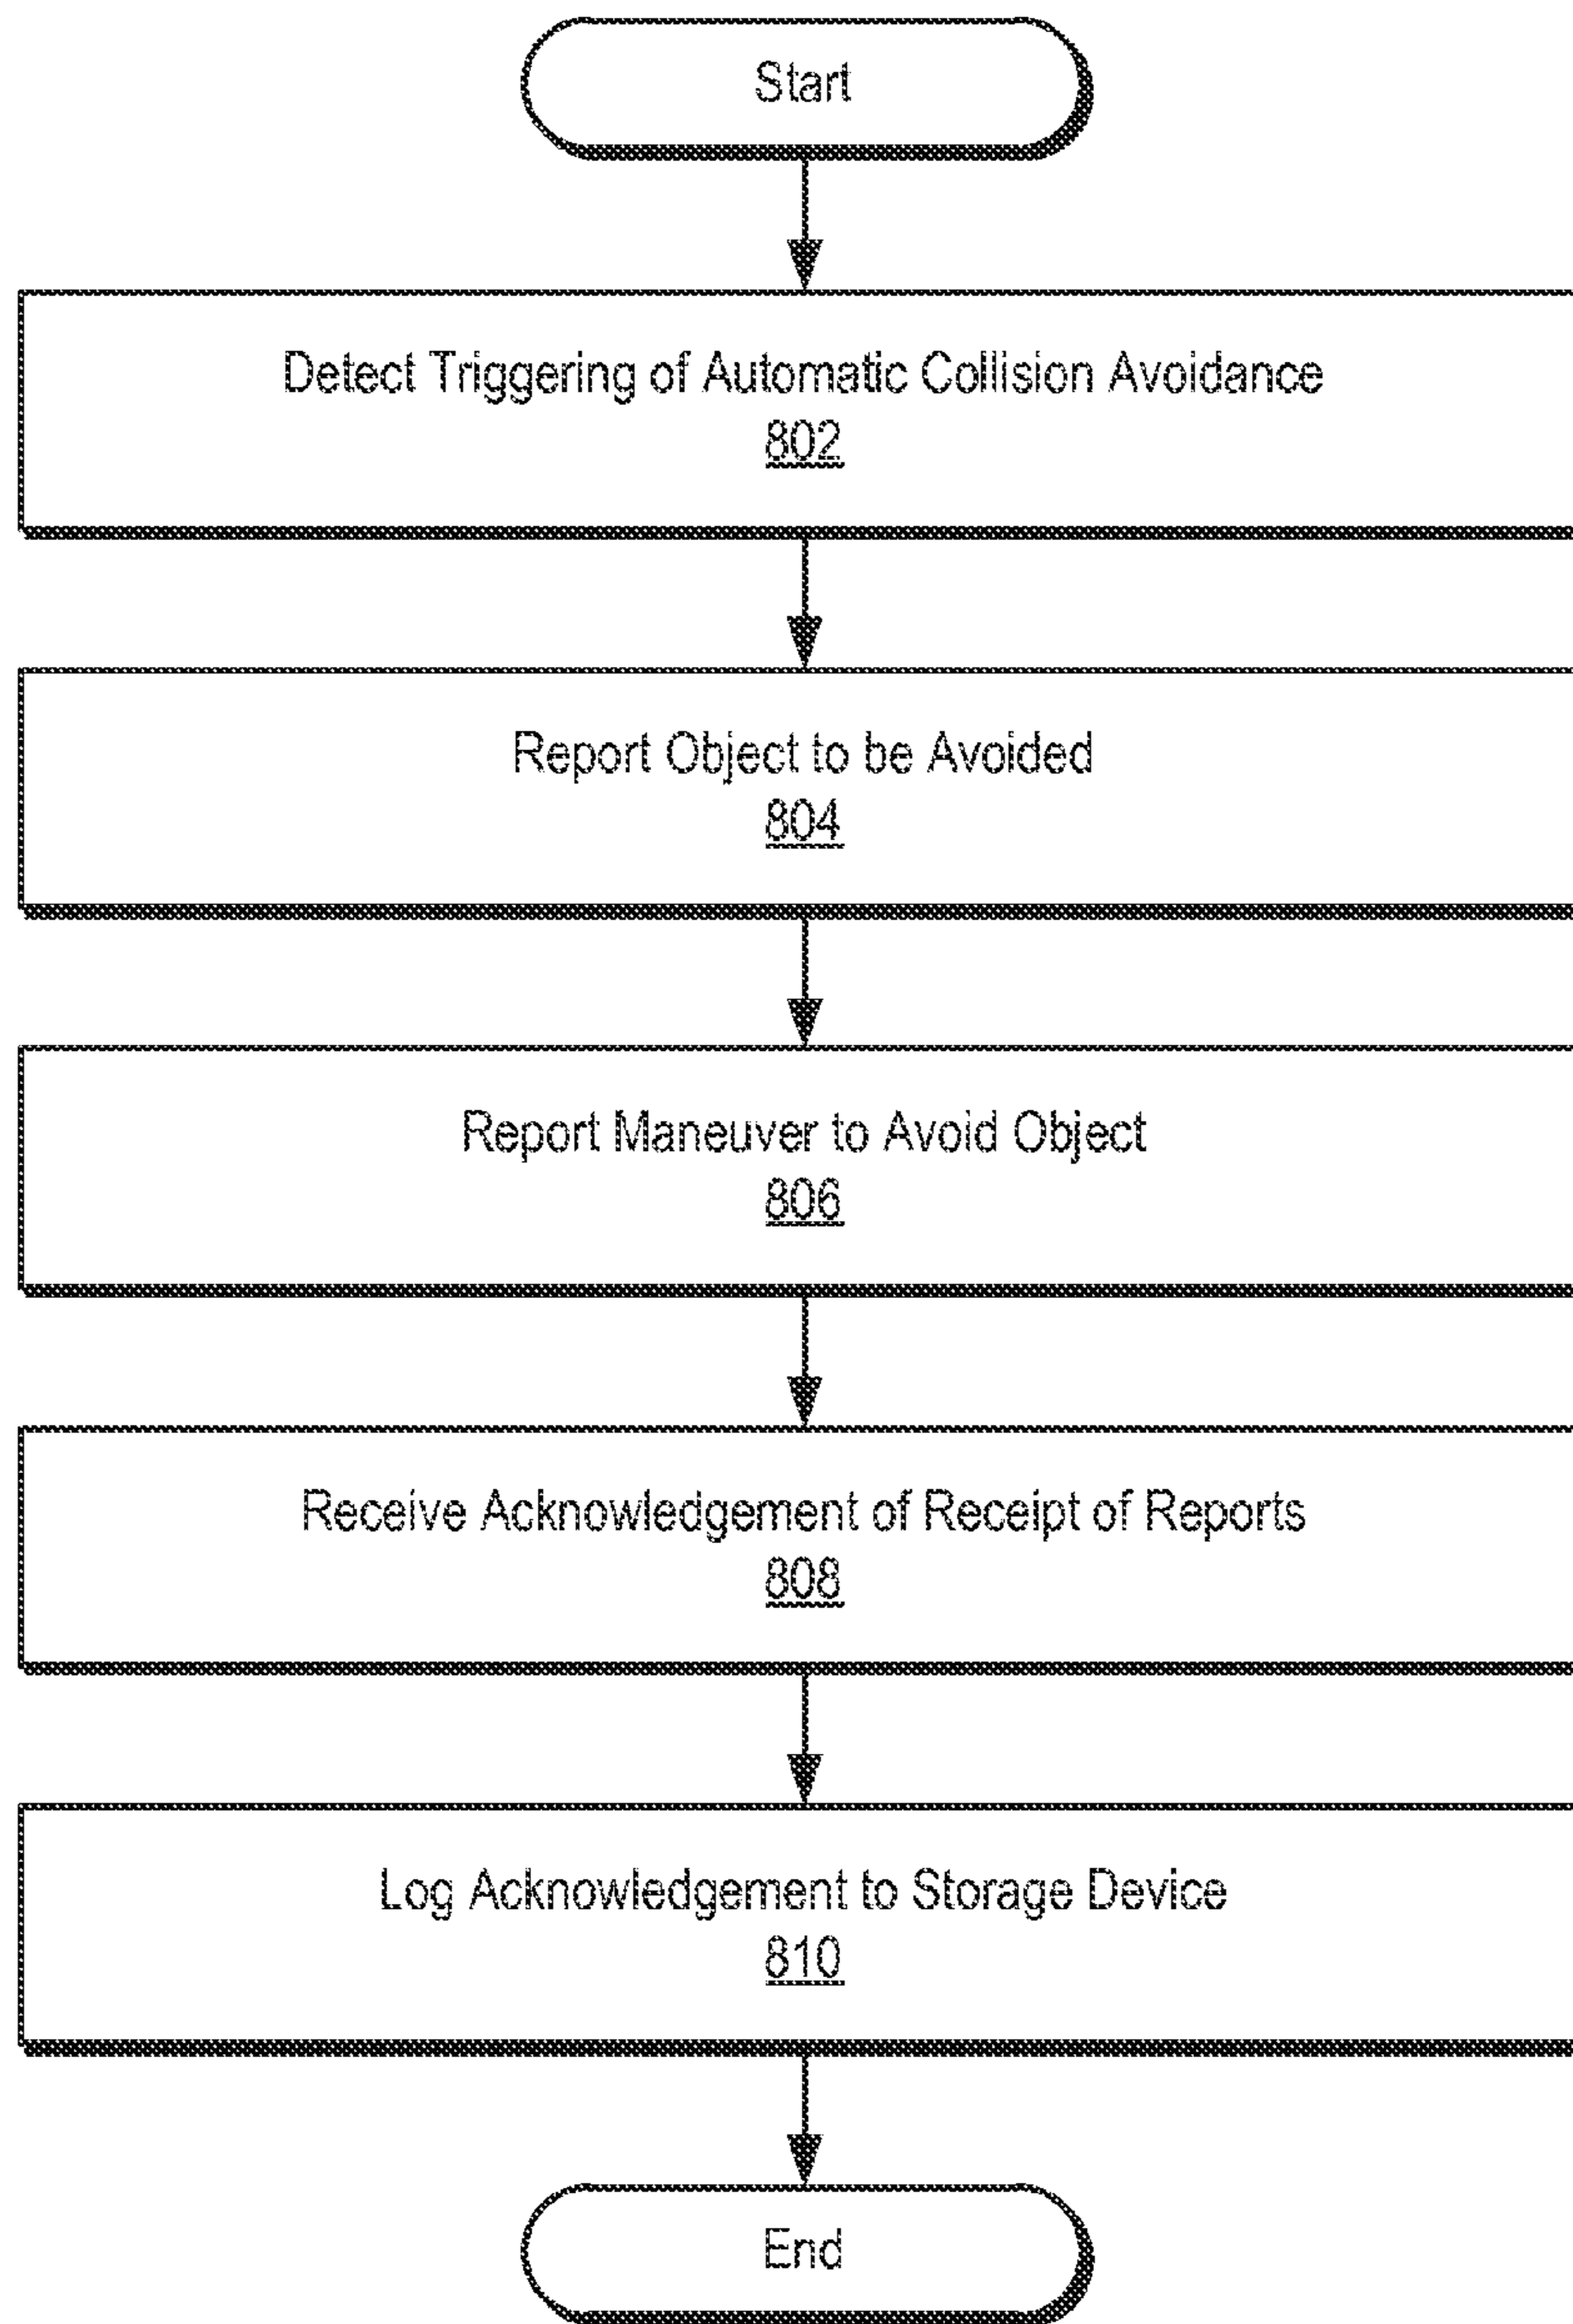 Start
Detect Triggering of Automatic Collision Avoidance
802
Report Object to be Avoided
804
Report Maneuver to Avoid Object
806
Receive Acknowledgement of Receipt of Reports
808
Log Acknowledgement to Storage Device
810
End